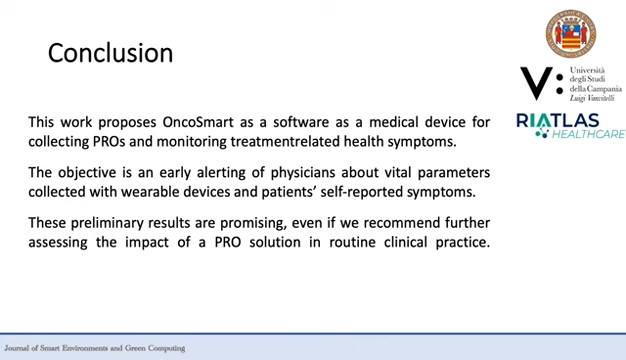 Conclusion
Università
degli Studi
della Campania
Luigi Vanvitelli
V:
RIATLAS
HEALTHCARE
This work proposes OncoSmart as a software as a medical device for
collecting PROs and monitoring treatmentrelated health symptoms.
The objective is an early alerting of physicians about vital parameters
collected with wearable devices and patients’ self-reported symptoms.
These preliminary results are promising, even if we recommend further
assessing the impact of a PRO solution in routine clinical practice.
Journal of Smart Environments and Green Computing